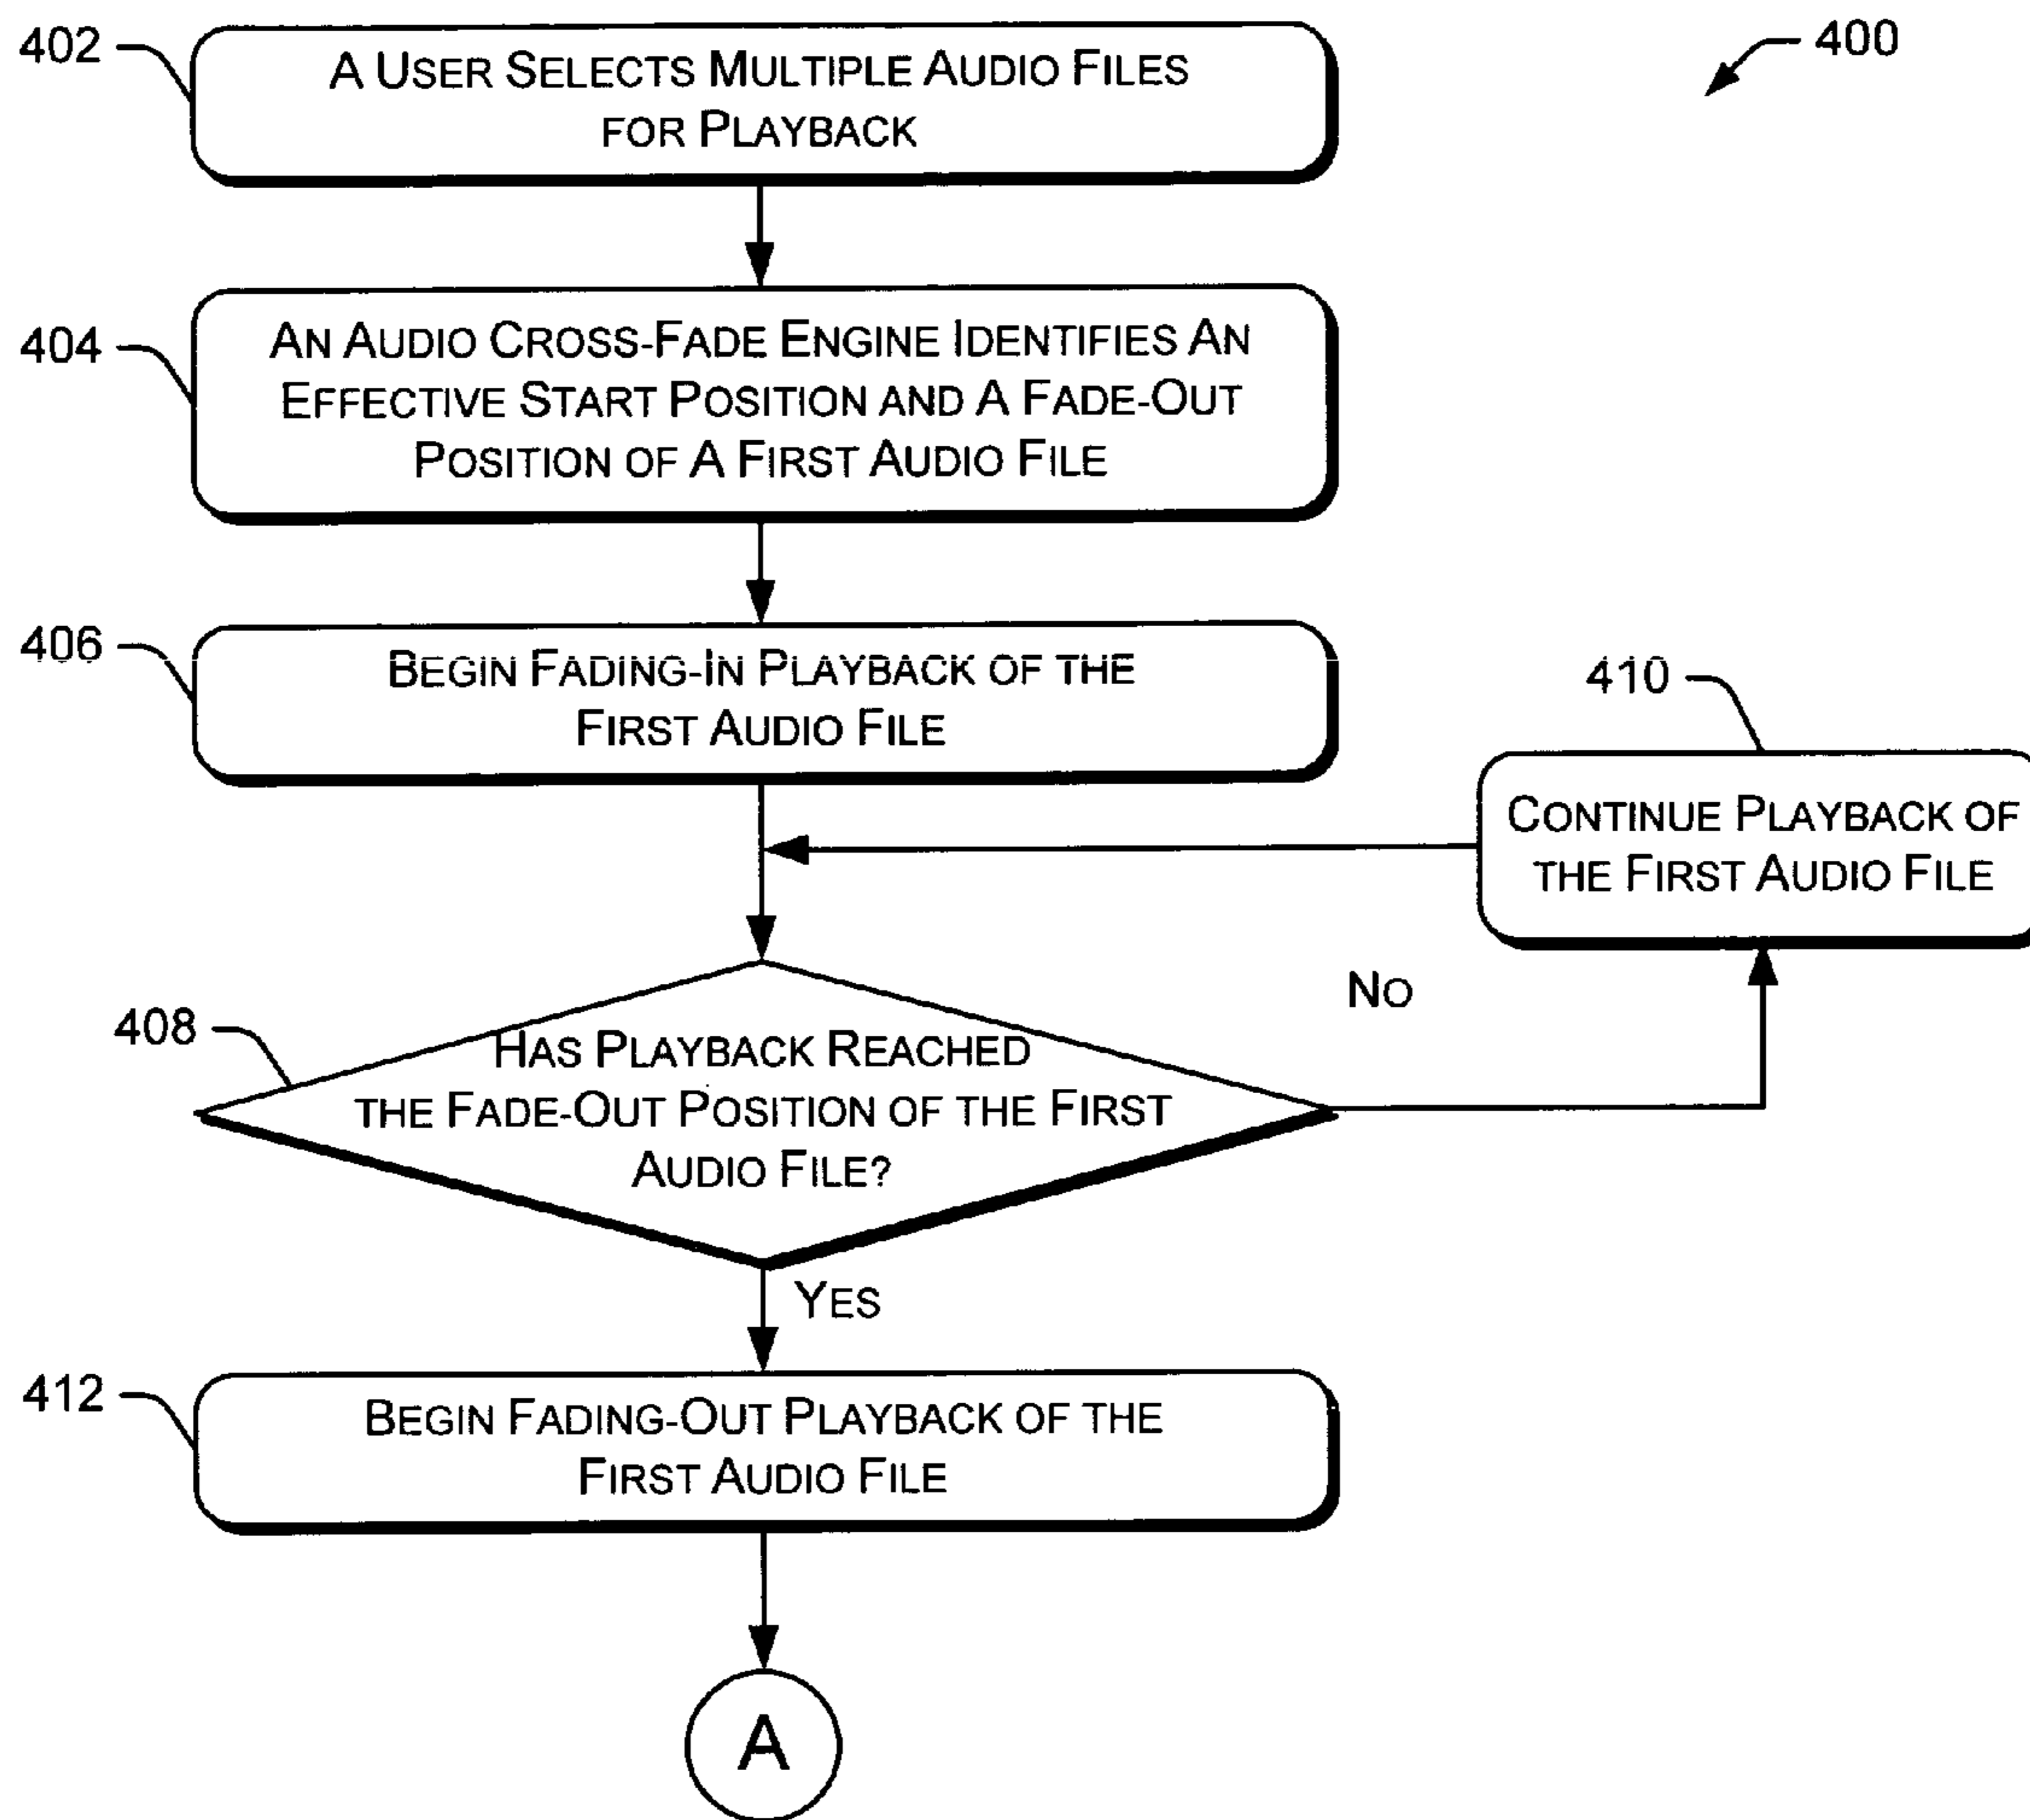 400
402
A USER SELECTS MULTIPLE AUDIO FILES
FOR PLAYBACK
404
AN AUDIO CROSS-FADE ENGINE IDENTIFIES AN
EFFECTIVE START POSITION AND A FADE-OUT
POSITION OF A FIRST AUDIO FILE
406
BEGIN FADING-IN PLAYBACK OF THE
FIRST AUDIO FILE
410
CONTINUE PLAYBACK OF
THE FIRST AUDIO FILE
NO
408
HAS PLAYBACK REACHED
THE FADE-OUT POSITION OF THE FIRST
AUDIO FILE?
YES
412
BEGIN FADING-OUT PLAYBACK OF THE
FIRST AUDIO FILE
A